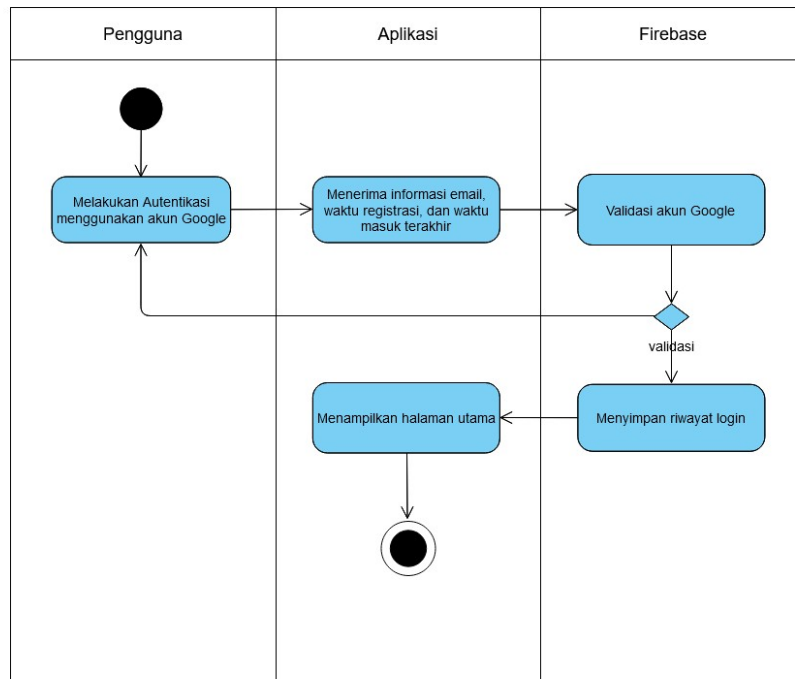 Pengguna
Aplikasi
Firebase
Melakukan Autentikasi
menggunakan akun Google
Menerima informasi email,
waktu registrasi, dan waktu
masuk terakhir
Validasi akun Google
validasi
Menampilkan halaman utama
Menyimpan riwayat login